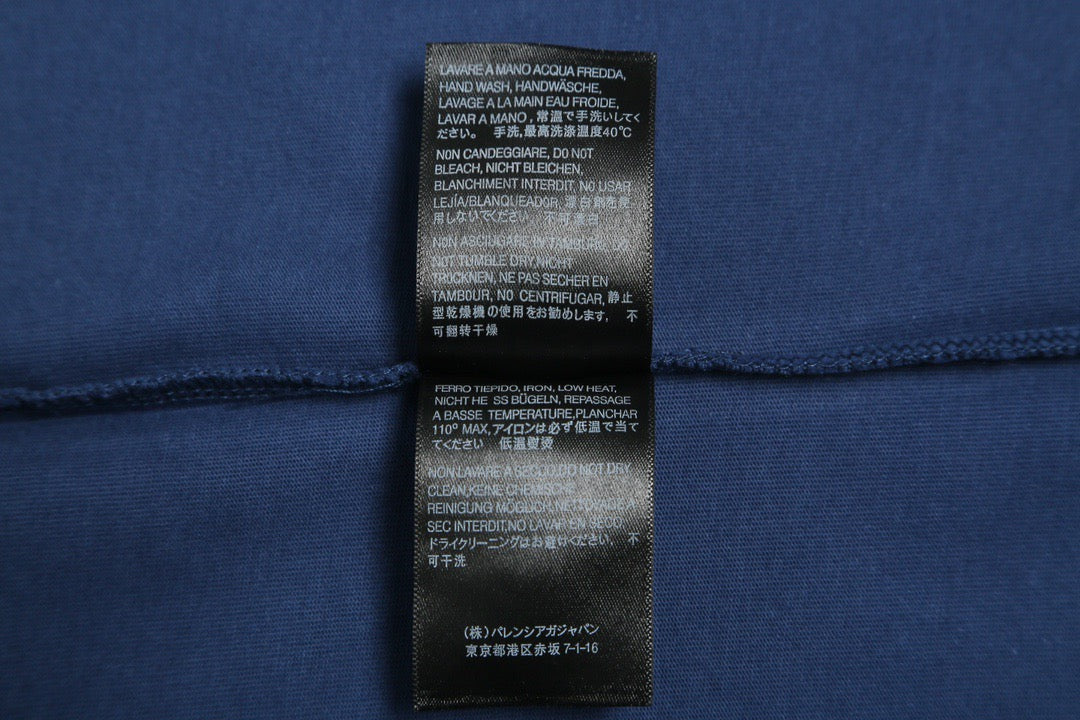 LAVARE A MANO ACQUA FREDDA,
HAND WASH, HANDWÄSCHE,
LAVAGE A LA MAIN EAU FROIDE,
LAVAR A MANO , 常温で手洗いしてく
ださい。 手洗,最高洗涤温度40°C
NON CANDEGGIARE, DO NOT
BLEACH, NICHT BLEICHEN,
BLANCHIMENT INTERDIT, NO USAR
LEJÍA/BLANQUEADOR, 漂白剤を使
用しないでください 不可漂白
NON ASCIUGARE IN TAMBURE, DO
NOT TUMBLE DRY,NICHT
TROCKNEN, NE PAS SECHER EN
TAMBOUR, NO CENTRIFUGAR, 静止
型乾燥機の使用をお勧めします, 不
可翻转干燥
FERRO TIEPIDO, IRON, LOW HEAT,
NICHT HE SS BÜGELN, REPASSAGE
A BASSE TEMPERATURE,PLANCHAR
110° MAX,アイロンは必ず低温で当て
てください 低温熨烫
NON LAVARE A SECCO,DO NOT DRY
CLEAN,KEINE CHEMISCHE
REINIGUNG MÖGLICH,NETTOYAGE A
SEC INTERDIT,NO LAVAR EN SECO
ドライクリーニングはお避けください, 不
可干洗
(株)バレンシアガジャパン
東京都港区赤坂 7-1-16